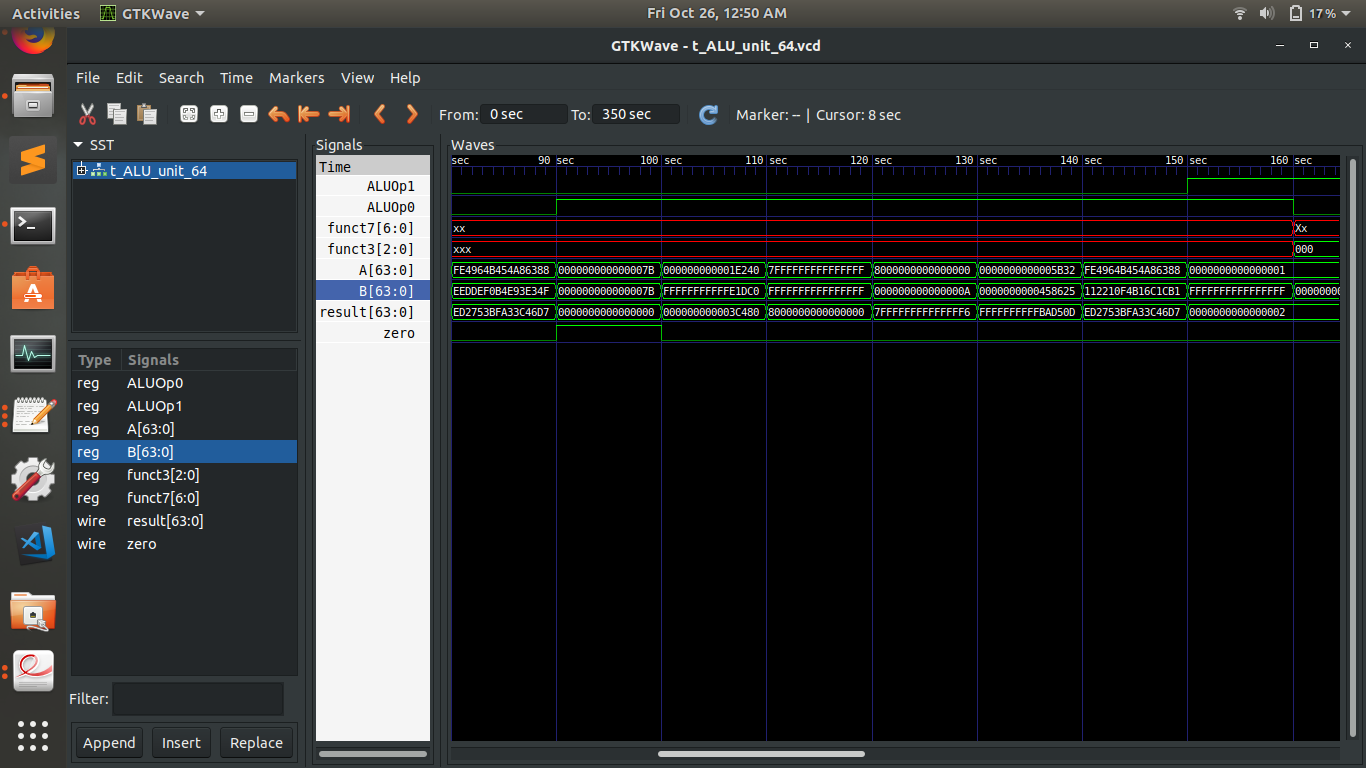 Activities GTKWave Fri Oct 26, 12:50 AM 17%
GTKWave - t_ALU_unit_64.vcd
File Edit Search Time Markers View Help
From: 0 sec To: 350 sec Marker: -- | Cursor: 8 sec
SST
t_ALU_unit_64
Type Signals
reg ALUOp0
reg ALUOp1
reg A[63:0]
reg B[63:0]
reg funct3[2:0]
reg funct7[6:0]
wire result[63:0]
wire zero
Filter:
Append Insert Replace
Signals
Time
ALUOp1
ALUOp0
funct7[6:0]
funct3[2:0]
A[63:0]
B[63:0]
result[63:0]
zero
Waves
sec 90 sec 100 sec 110 sec 120 sec 130 sec 140 sec 150 sec 160 sec
xx Xx
xxx 000
FE4964B454A86388 000000000000007B 000000000001E240 7FFFFFFFFFFFFFFF 8000000000000000 0000000000005B32 FE4964B454A86388 0000000000000001
EEDDEF0B4E93E34F 000000000000007B FFFFFFFFFFFE1DC0 FFFFFFFFFFFFFFFF 000000000000000A 0000000000458625 112210F4B16C1CB1 FFFFFFFFFFFFFFFF 0000000
ED2753BFA33C46D7 0000000000000000 000000000003C480 8000000000000000 7FFFFFFFFFFFFFF6 FFFFFFFFFFBAD50D ED2753BFA33C46D7 0000000000000002